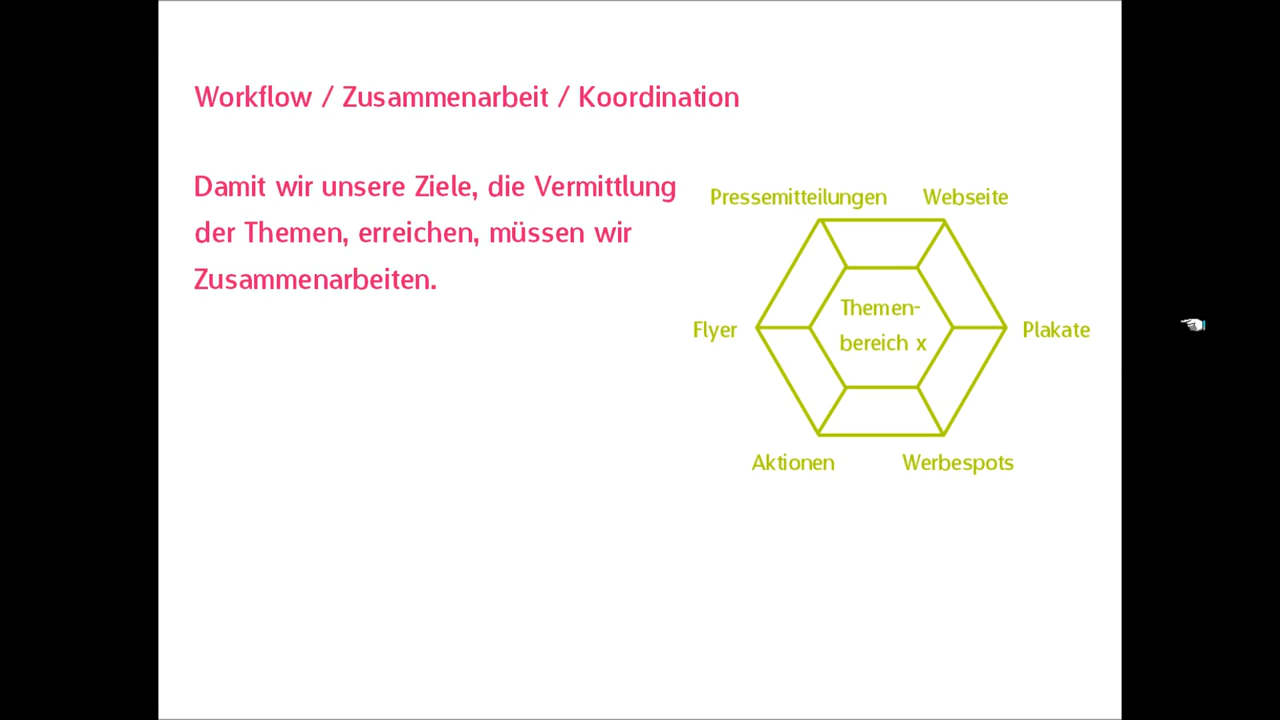 Workflow / Zusammenarbeit / Koordination
Damit wir unsere Ziele, die Vermittlung
der Themen, erreichen, müssen wir
Zusammenarbeiten.
Pressemitteilungen
Webseite
Themen-
bereich x
Flyer
Plakate
Aktionen
Werbespots